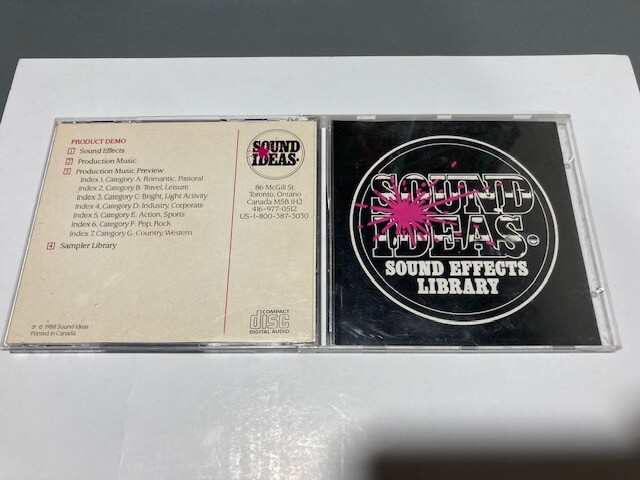 PRODUCT DEMO
1 Sound Effects
2 Production Music
3 Production Music Preview
Index 1, Category A: Romantic, Pastoral
Index 2, Category B: Travel, Leisure
Index 3, Category C: Bright, Light Activity
Index 4, Category D: Industry, Corporate
Index 5, Category E: Action, Sports
Index 6, Category F: Pop, Rock
Index 7, Category G: Country, Western
4 Sampler Library
℗ © 1988 Sound Ideas
Printed in Canada
SOUND
IDEAS.
86 McGill St.
Toronto, Ontario
Canada M5B 1H2
416-977-0512
US-1-800-387-3030
COMPACT
disc
DIGITAL AUDIO
SOUND
IDEAS.
SOUND EFFECTS
LIBRARY